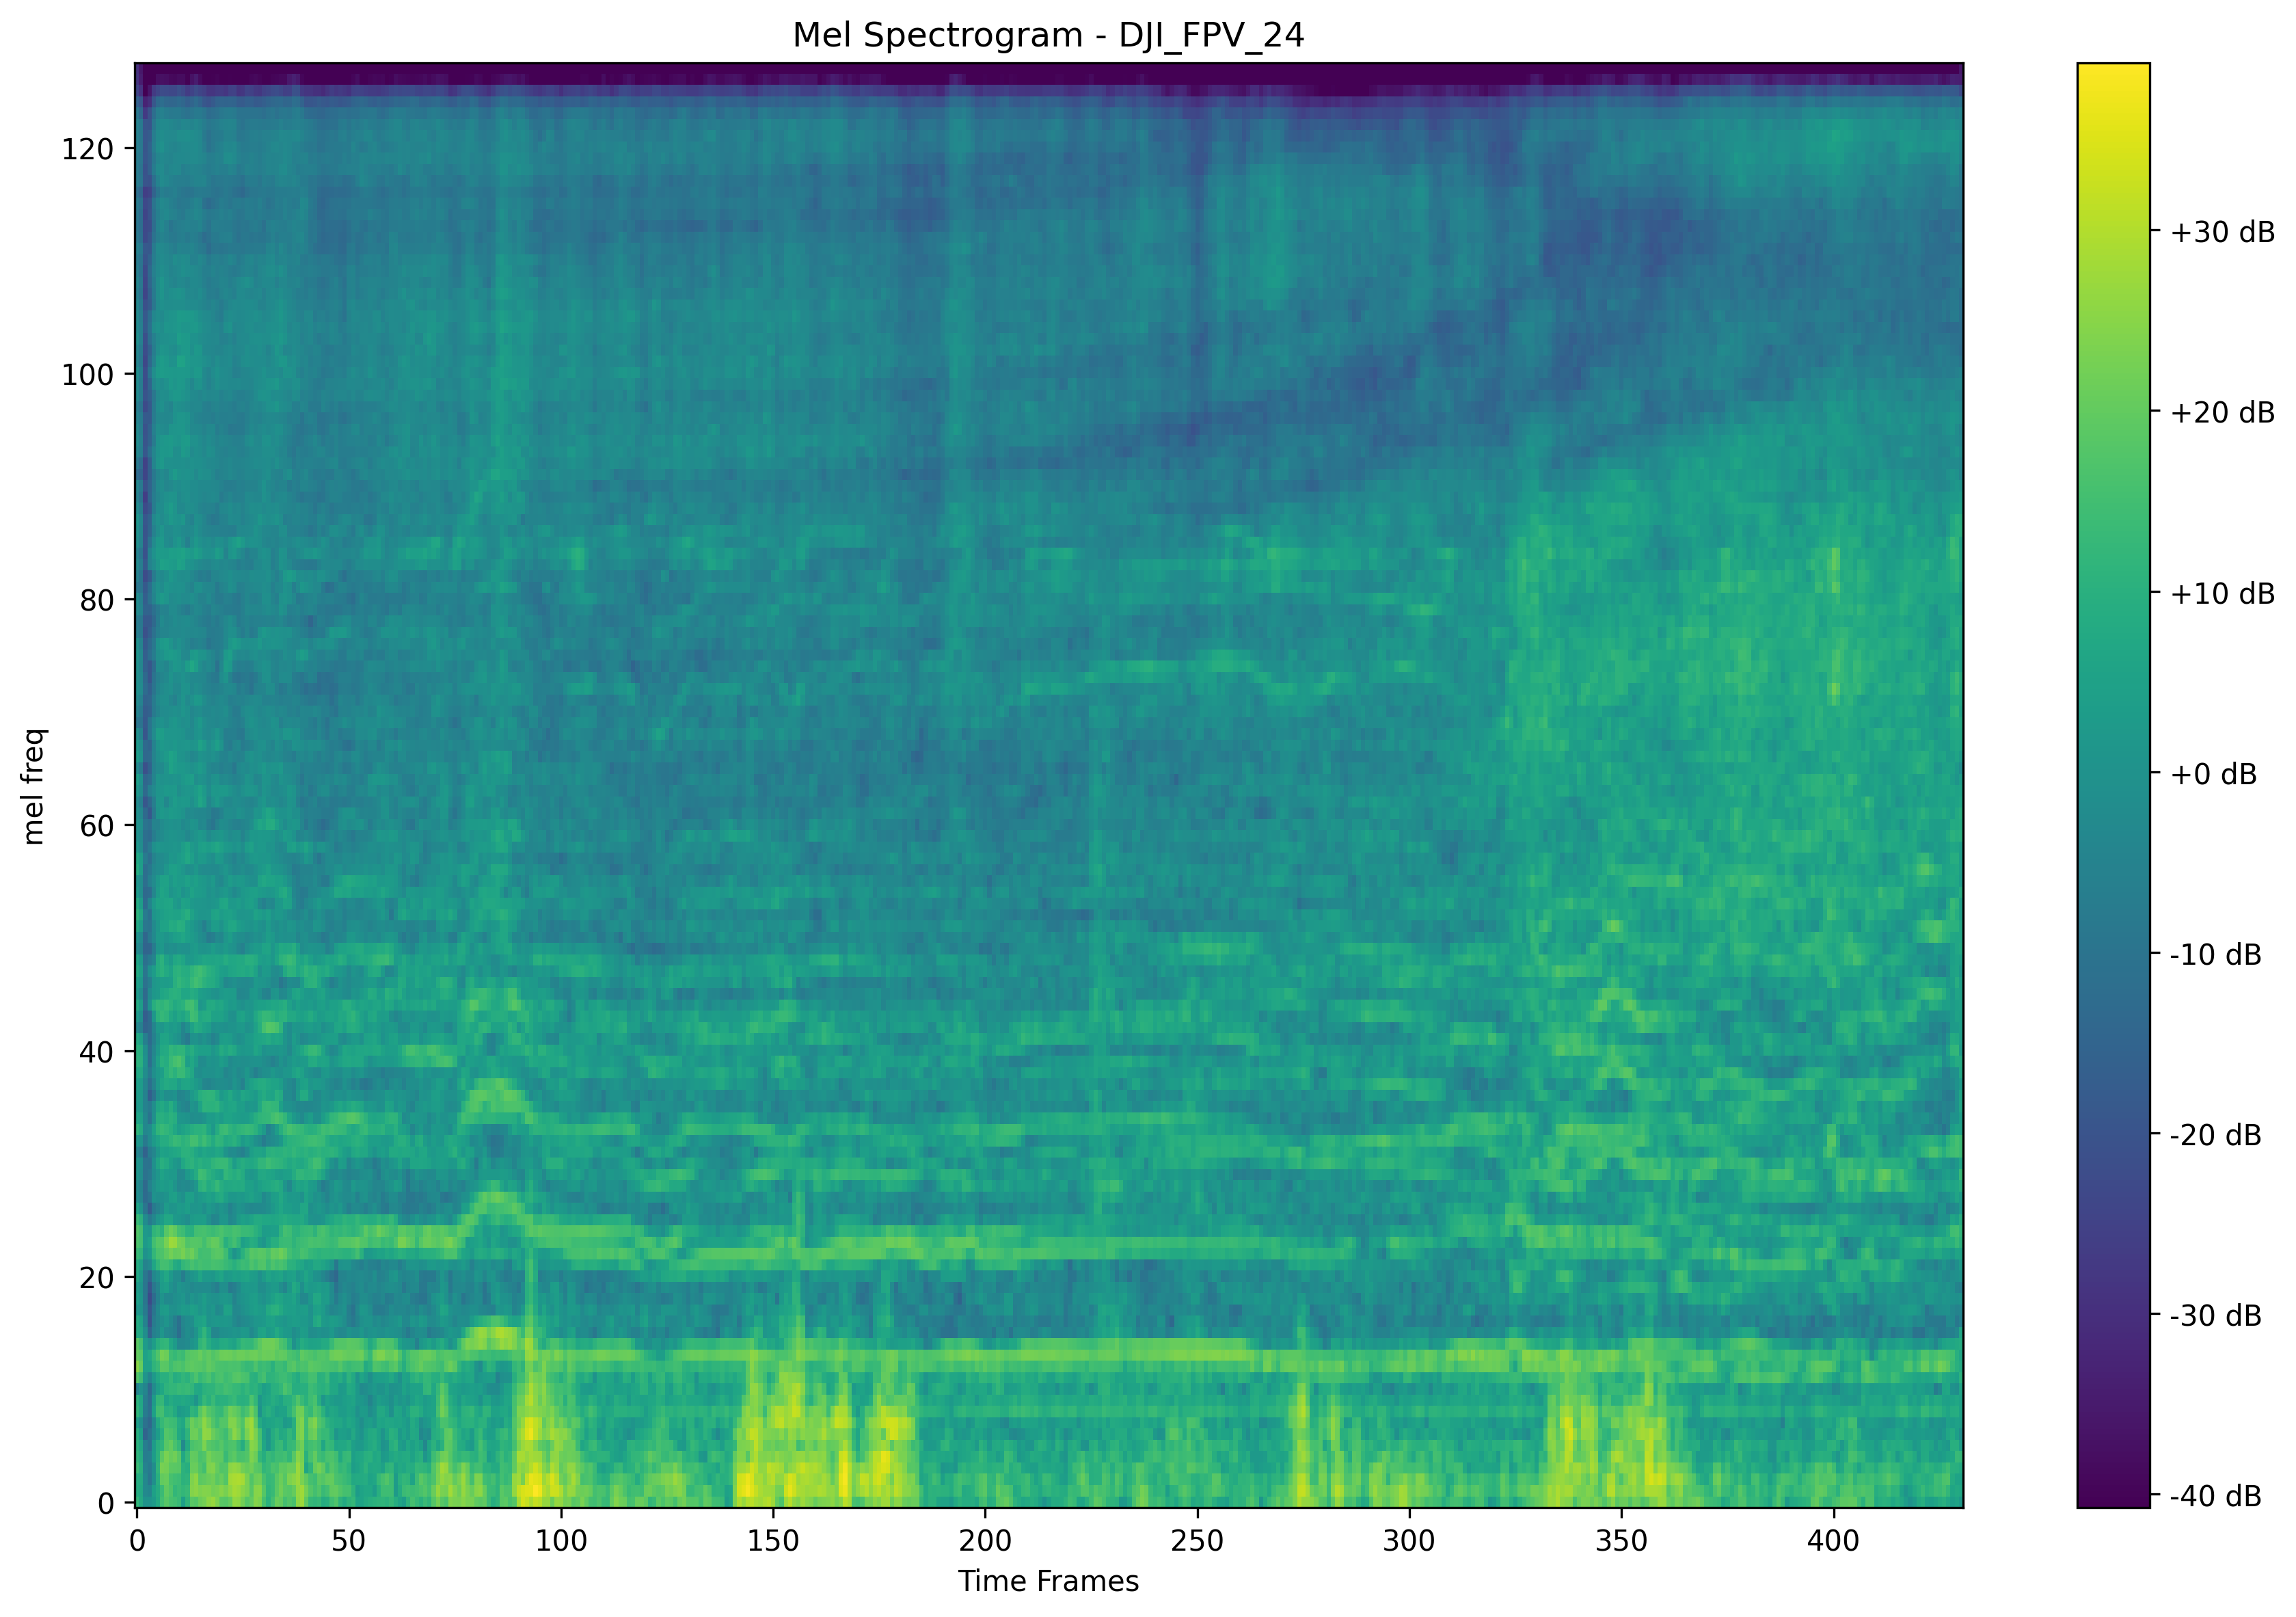 Mel Spectrogram - DJI_FPV_24
mel freq
120
100
80
60
40
20
0
0 50 100 150 200 250 300 350 400
Time Frames
+30 dB
+20 dB
+10 dB
+0 dB
-10 dB
-20 dB
-30 dB
-40 dB